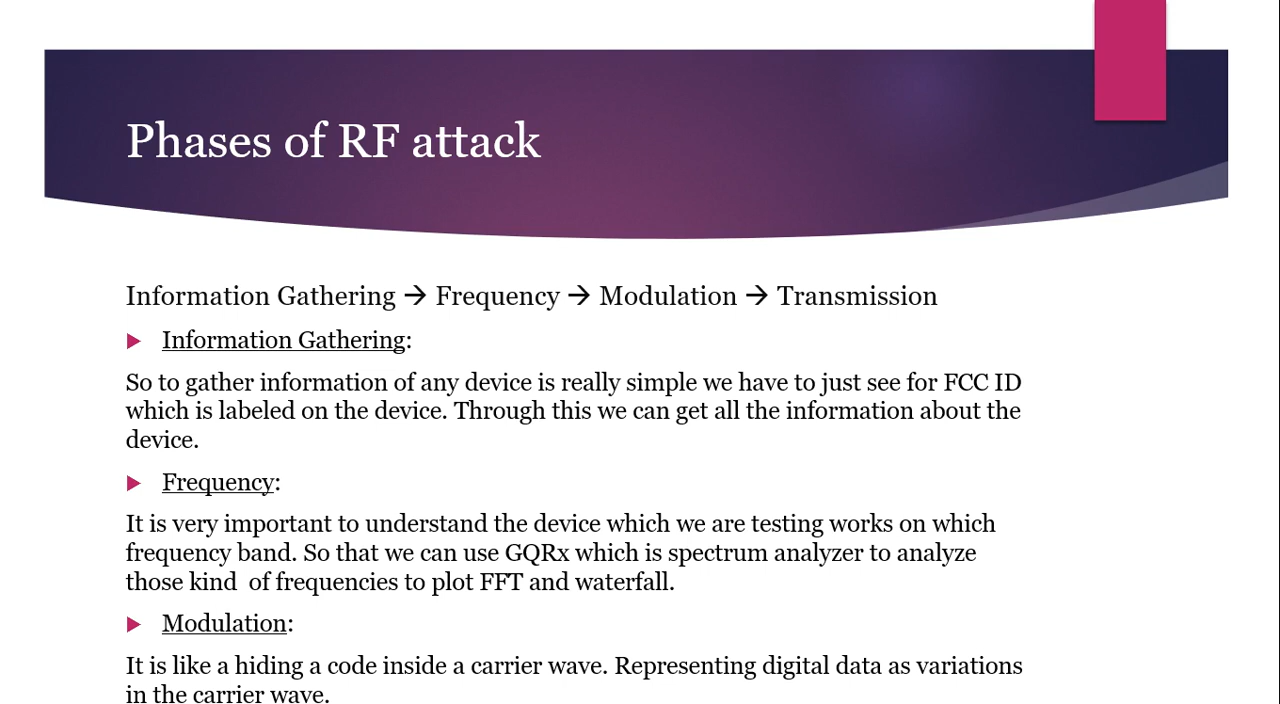 Phases of RF attack
Information Gathering → Frequency → Modulation → Transmission
Information Gathering:
So to gather information of any device is really simple we have to just see for FCC ID
which is labeled on the device. Through this we can get all the information about the
device.
Frequency:
It is very important to understand the device which we are testing works on which
frequency band. So that we can use GQRx which is spectrum analyzer to analyze
those kind  of frequencies to plot FFT and waterfall.
Modulation:
It is like a hiding a code inside a carrier wave. Representing digital data as variations
in the carrier wave.